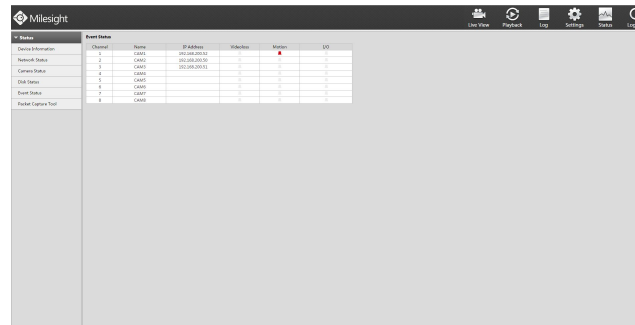 Milesight
Live View Playback Log Settings Status Log
Status
Device Information
Network Status
Camera Status
Disk Status
Event Status
Packet Capture Tool
Event Status
Channel Name IP Address Videoloss Motion I/O
1 CAM1 192.168.200.52
2 CAM2 192.168.200.50
3 CAM3 192.168.200.51
4 CAM4
5 CAM5
6 CAM6
7 CAM7
8 CAM8